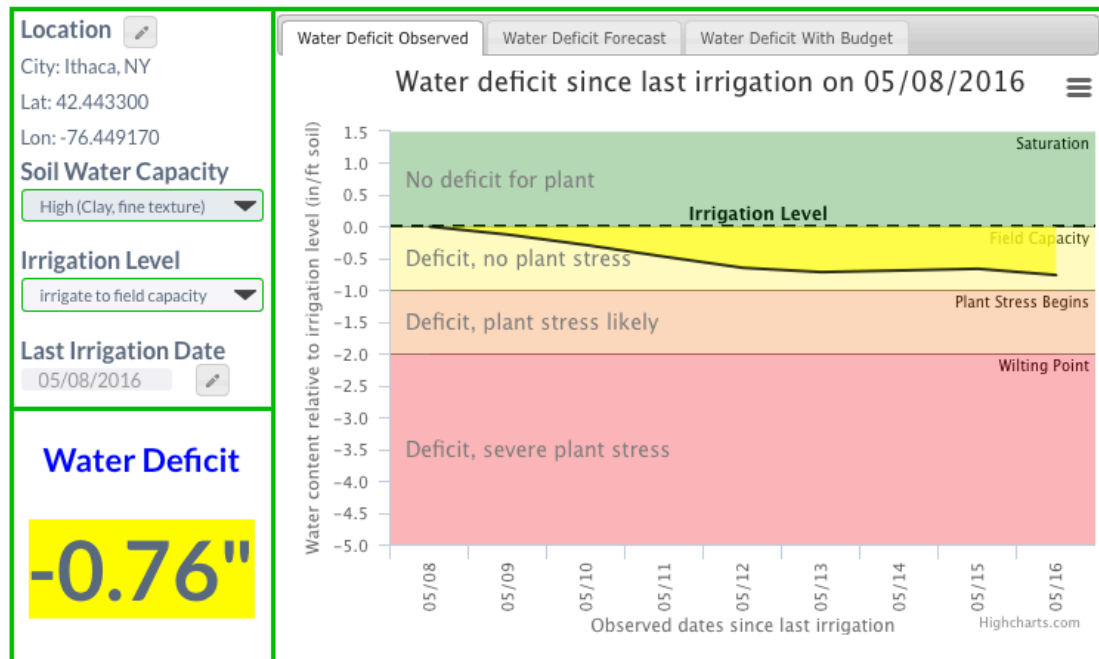 Location
City: Ithaca, NY
Lat: 42.443300
Lon: -76.449170
Soil Water Capacity
High (Clay, fine texture)
Irrigation Level
irrigate to field capacity
Last Irrigation Date
05/08/2016
Water Deficit
-0.76"
Water Deficit Observed
Water Deficit Forecast
Water Deficit With Budget
Water deficit since last irrigation on 05/08/2016
Water content relative to irrigation level (in/ft soil)
1.5
1.0
0.5
0.0
−0.5
−1.0
−1.5
−2.0
−2.5
−3.0
−3.5
−4.0
−4.5
−5.0
Saturation
No deficit for plant
Irrigation Level
Field Capacity
Deficit, no plant stress
Plant Stress Begins
Deficit, plant stress likely
Wilting Point
Deficit, severe plant stress
05/08
05/09
05/10
05/11
05/12
05/13
05/14
05/15
05/16
Observed dates since last irrigation
Highcharts.com